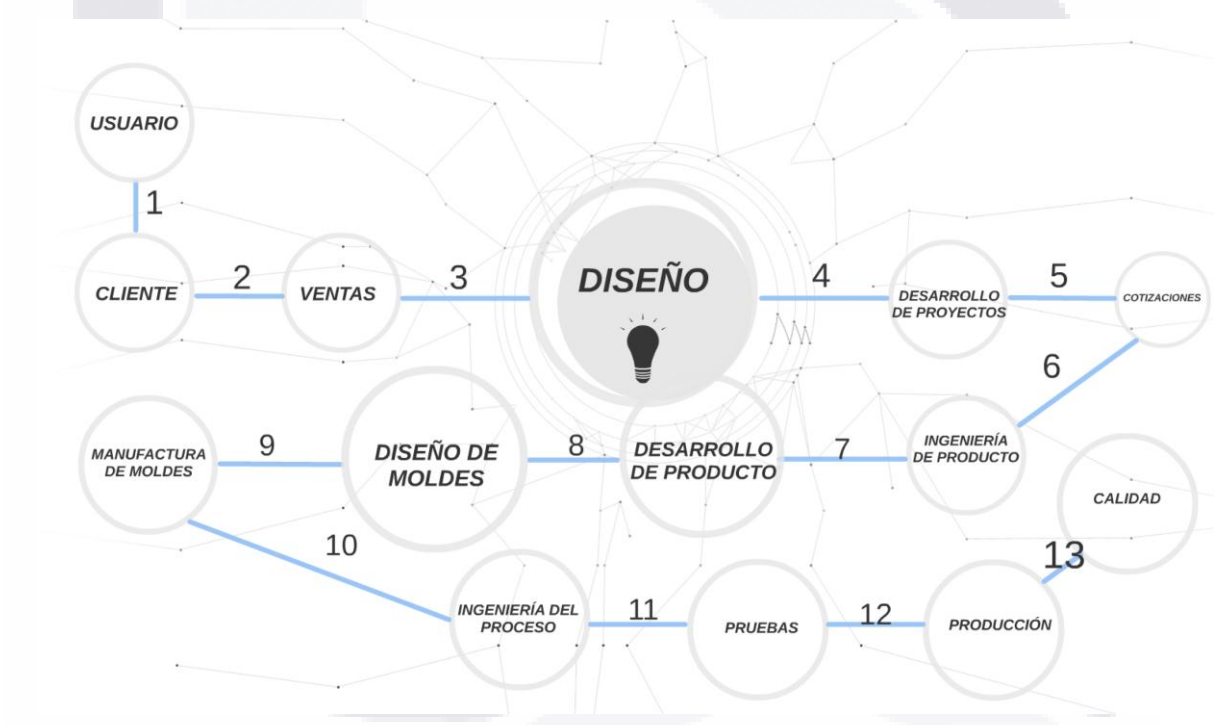 USUARIO
1
CLIENTE
2
VENTAS
3
DISEÑO
4
DESARROLLO
DE PROYECTOS
5
COTIZACIONES
6
INGENIERÍA
DE PRODUCTO
7
DESARROLLO
DE PRODUCTO
8
DISEÑO DE
MOLDES
9
MANUFACTURA
DE MOLDES
10
INGENIERÍA DEL
PROCESO
11
PRUEBAS
12
PRODUCCIÓN
13
CALIDAD